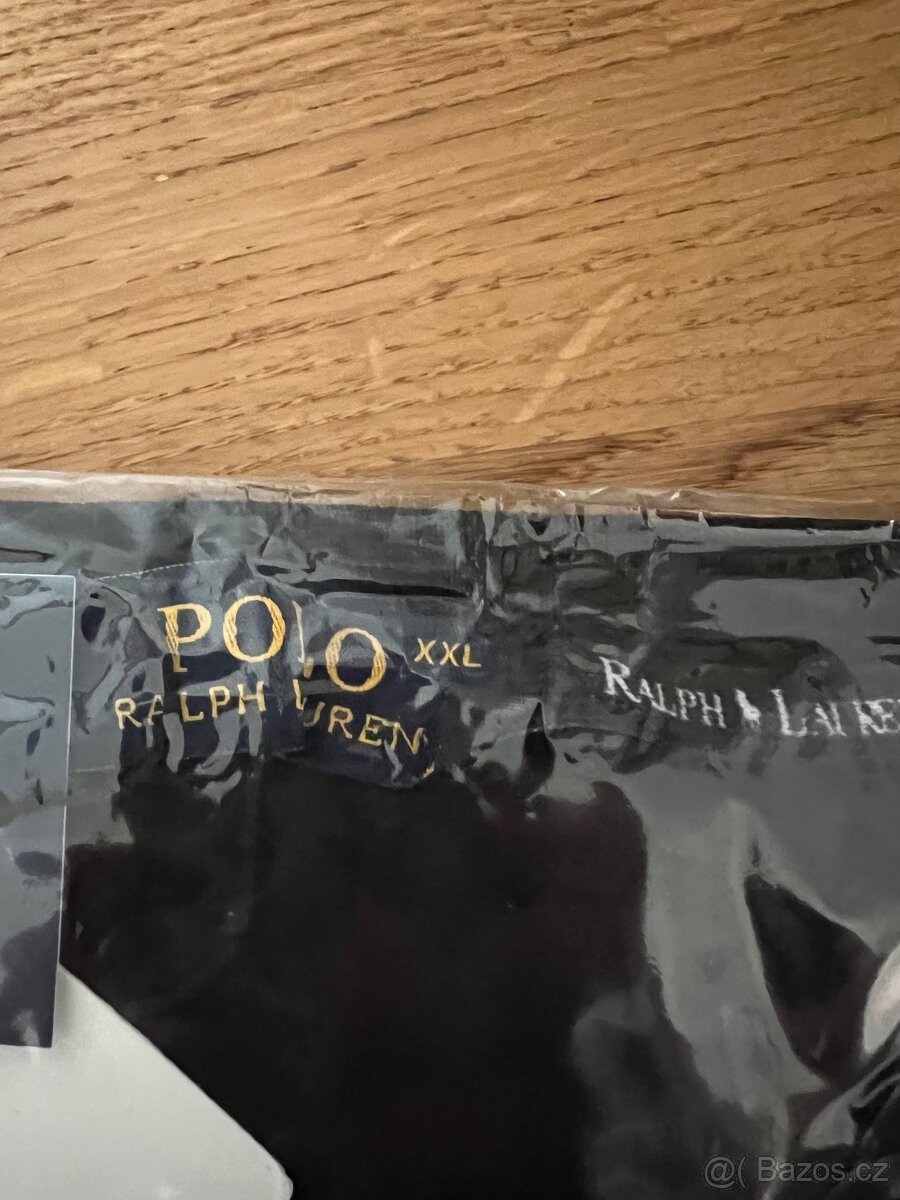 POLO XXL
RALPH LAUREN
RALPH LAUREN
@( Bazos.cz